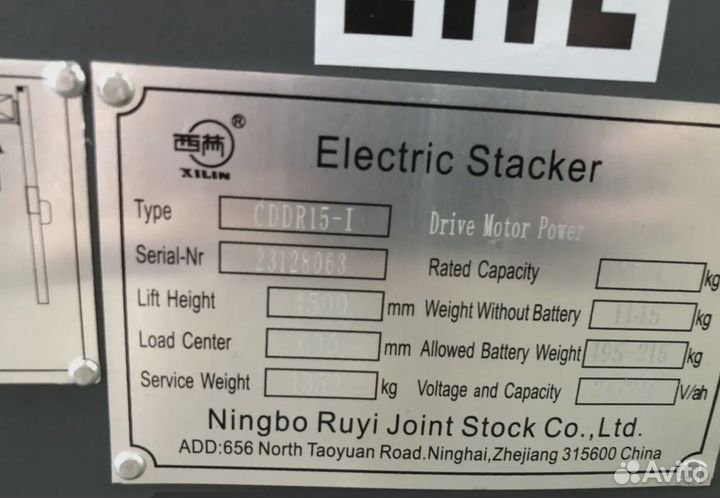 西林®
XILIN
Electric Stacker
Type CDDR15-I Drive Motor Power
Serial-Nr 23128063 Rated Capacity kg
Lift Height 4500 mm Weight Without Battery 1145 kg
Load Center mm Allowed Battery Weight 195-215 kg
Service Weight kg Voltage and Capacity V/ah
Ningbo Ruyi Joint Stock Co.,Ltd.
ADD:656 North Taoyuan Road.Ninghai,Zhejiang 315600 China
Avito